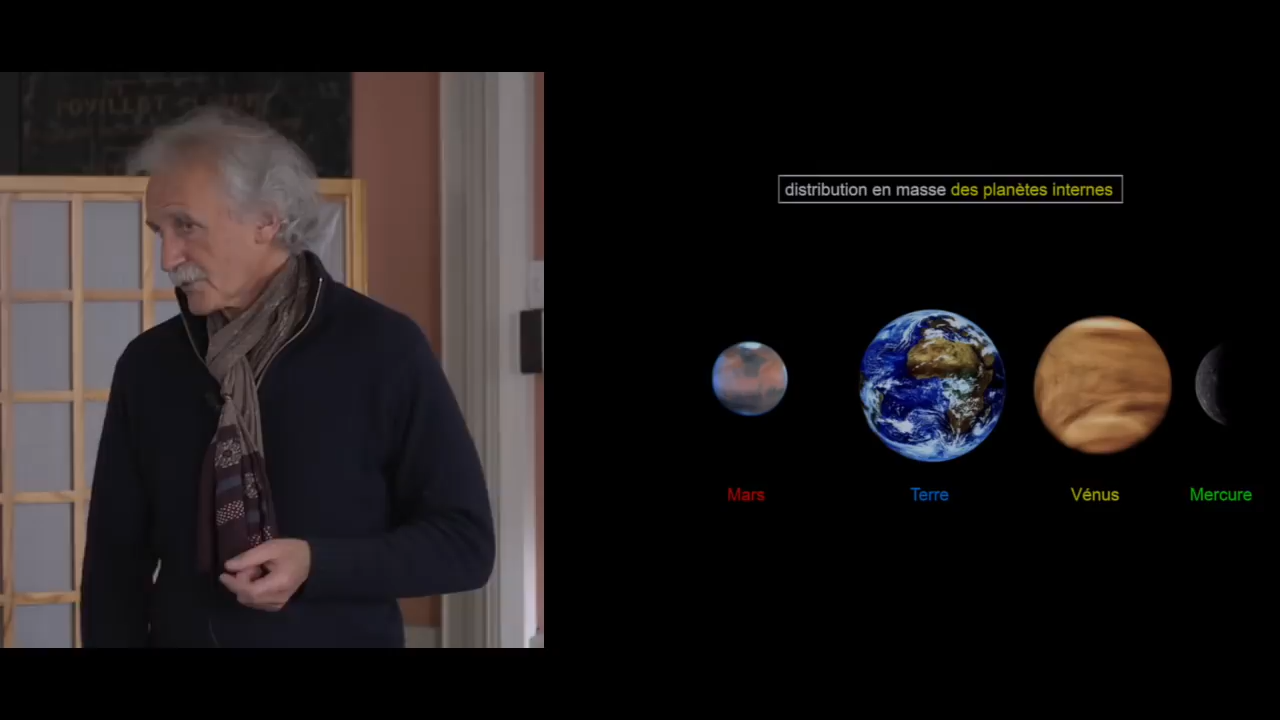 distribution en masse des planètes internes
Mars
Terre
Vénus
Mercure